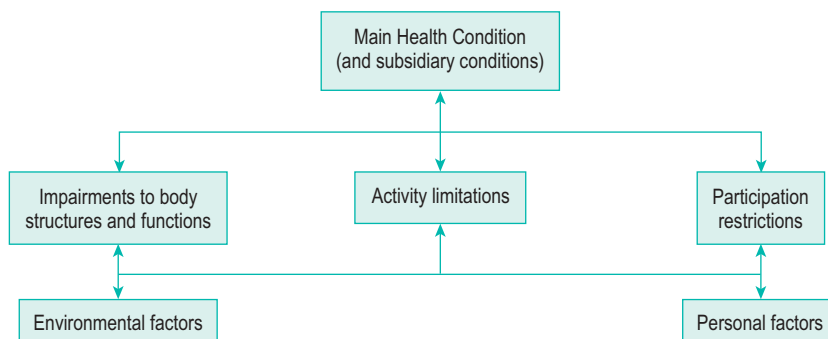 Main Health Condition
(and subsidiary conditions)
Impairments to body
structures and functions
Activity limitations
Participation
restrictions
Environmental factors
Personal factors